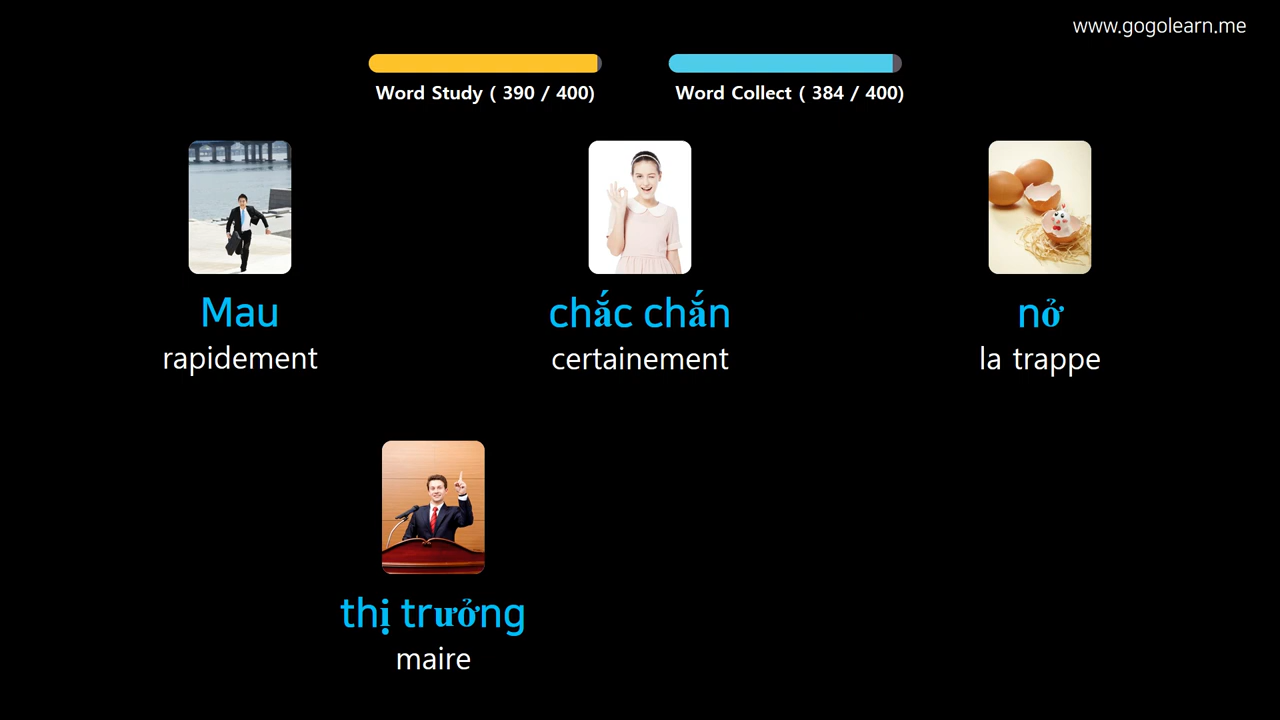 www.gogolearn.me
Word Study ( 390 / 400)
Word Collect ( 384 / 400)
Mau
rapidement
chắc chắn
certainement
nở
la trappe
thị trưởng
maire